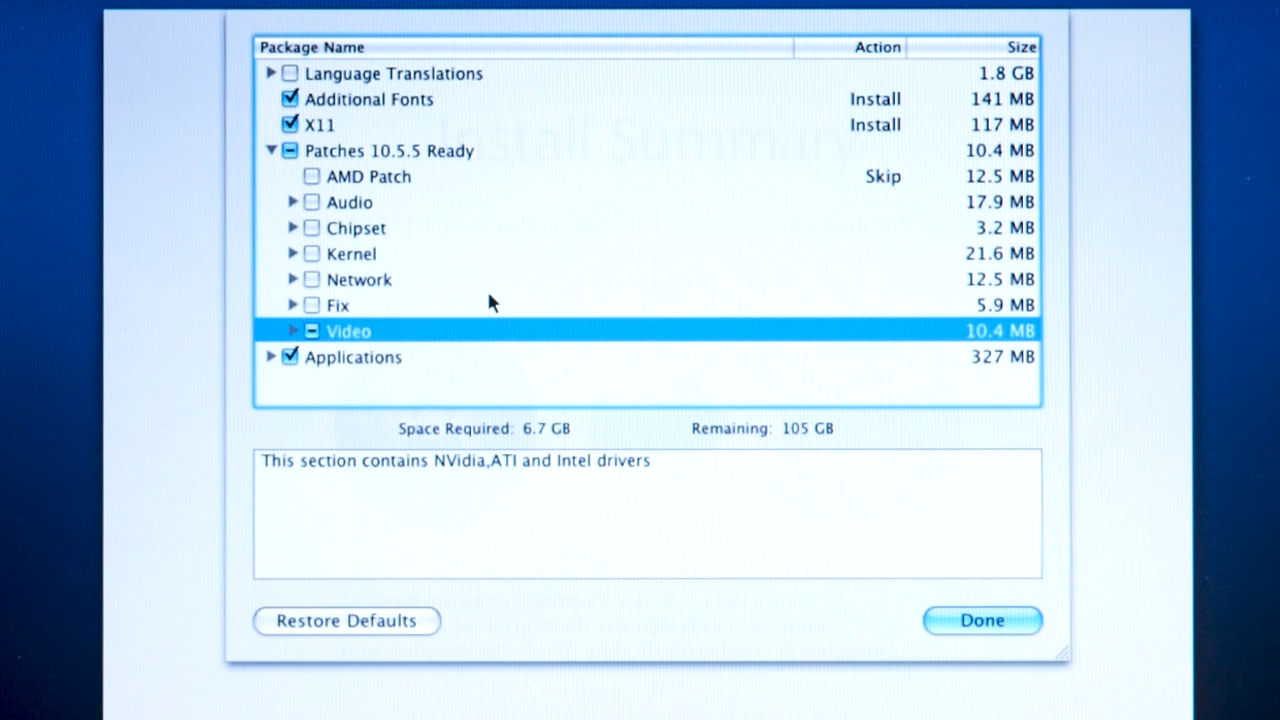 Package Name Action Size
Language Translations 1.8 GB
Additional Fonts Install 141 MB
X11 Install 117 MB
Patches 10.5.5 Ready 10.4 MB
AMD Patch Skip 12.5 MB
Audio 17.9 MB
Chipset 3.2 MB
Kernel 21.6 MB
Network 12.5 MB
Fix 5.9 MB
Video 10.4 MB
Applications 327 MB
Install Summary
Space Required: 6.7 GB Remaining: 105 GB
This section contains NVidia,ATI and Intel drivers
Restore Defaults Done